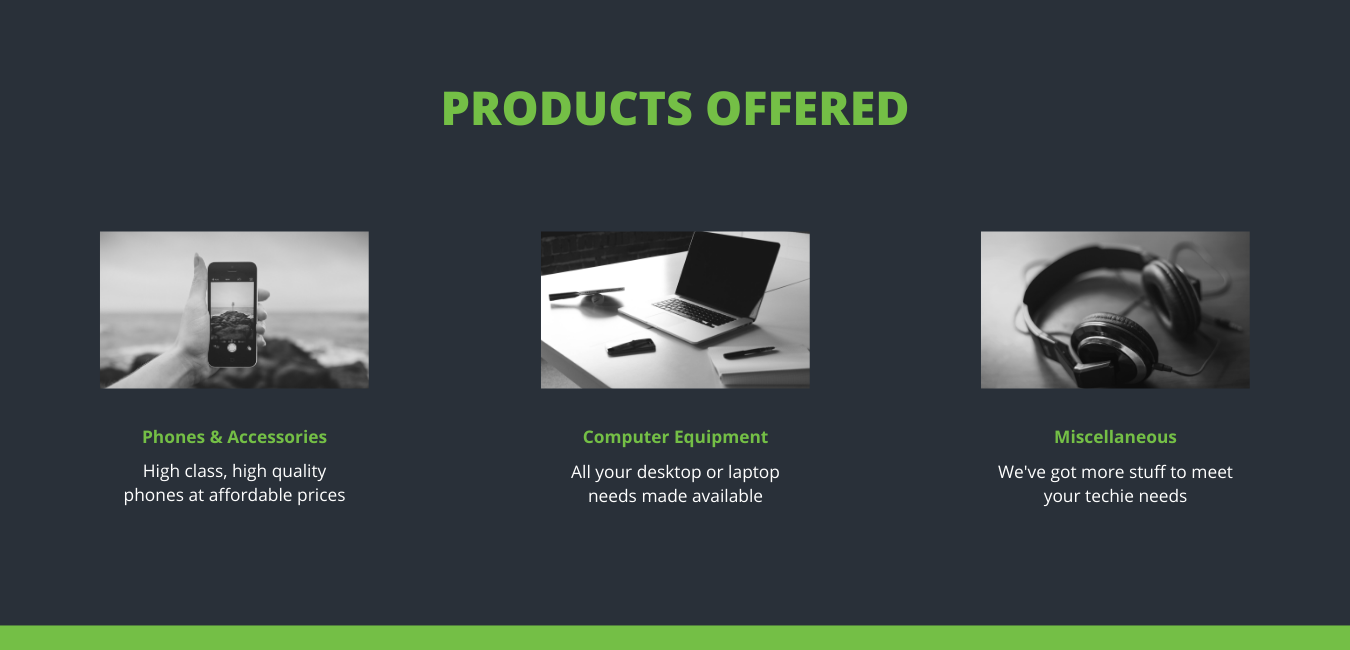 PRODUCTS OFFERED
Phones & Accessories
High class, high quality
phones at affordable prices
Computer Equipment
All your desktop or laptop
needs made available
Miscellaneous
We've got more stuff to meet
your techie needs